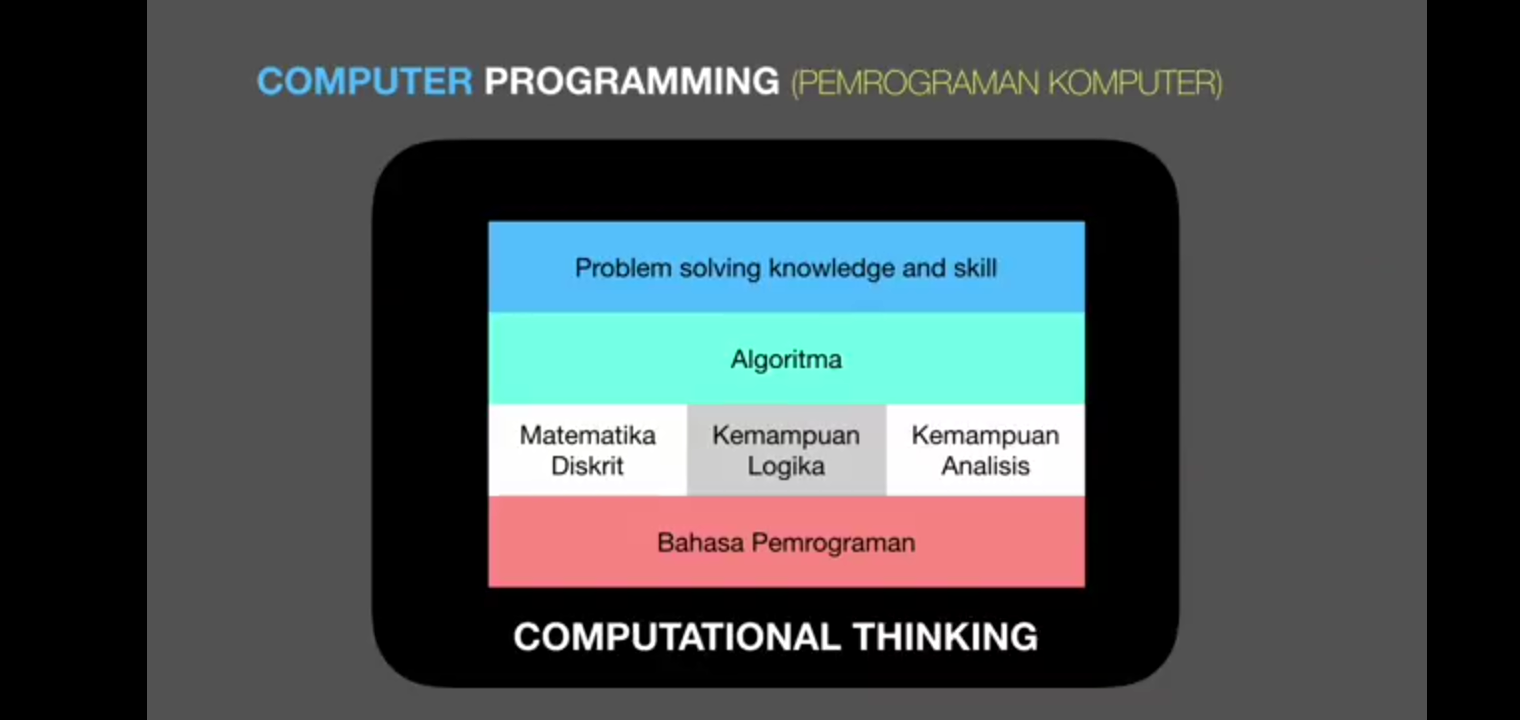 COMPUTER PROGRAMMING (PEMROGRAMAN KOMPUTER)
Problem solving knowledge and skill
Algoritma
Matematika
Diskrit
Kemampuan
Logika
Kemampuan
Analisis
Bahasa Pemrograman
COMPUTATIONAL THINKING